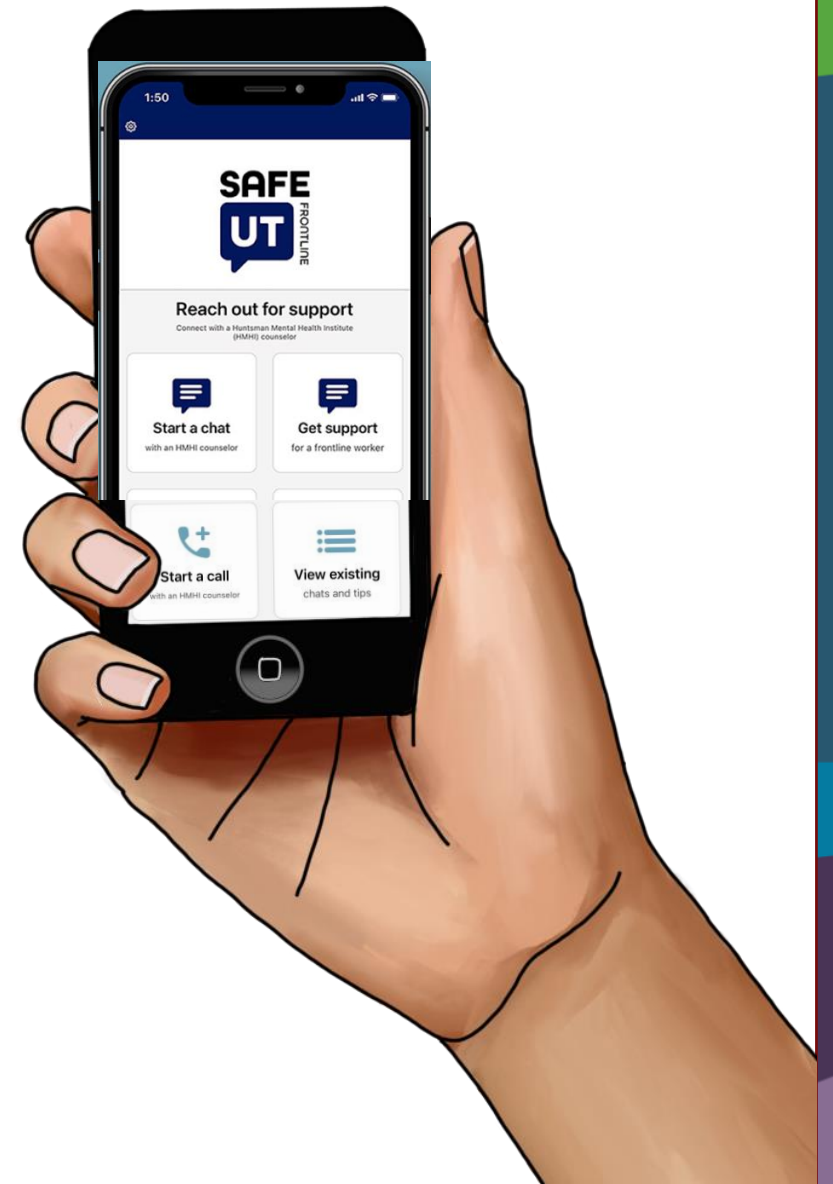 1:50
SAFE
UT
FRONTLINE
Reach out for support
Connect with a Huntsman Mental Health Institute
(HMHI) counselor
Start a chat
with an HMHI counselor
Get support
for a frontline worker
Start a call
with an HMHI counselor
View existing
chats and tips